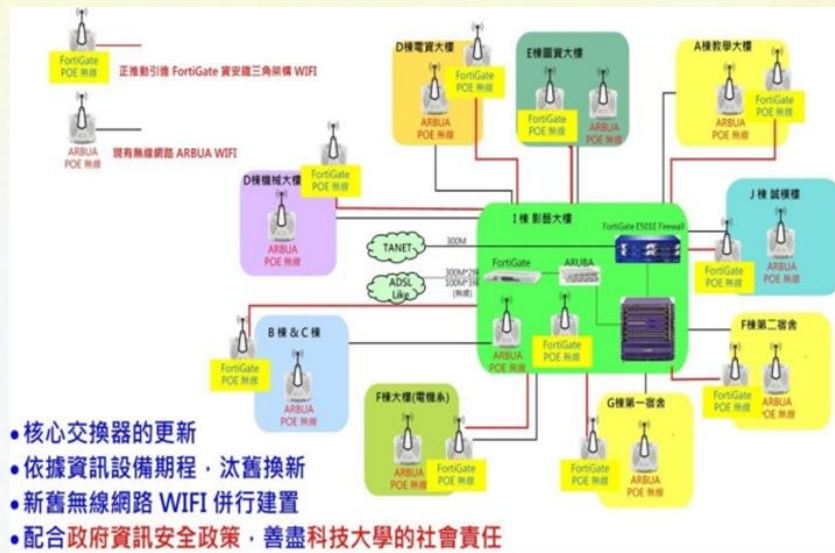 FortiGate
POE 無線
正推動引進 FortiGate 資安鐵三角架構 WIFI
ARBUA
POE 無線
現有無線網路 ARBUA WIFI
D棟電資大樓
FortiGate
POE 無線
ARBUA
POE 無線
E棟圖資大樓
FortiGate
POE 無線
ARBUA
POE 無線
A棟教學大樓
FortiGate
POE 無線
ARBUA
POE 無線
D棟機械大樓
FortiGate
POE 無線
ARBUA
POE 無線
I 棟 影藝大樓
FortiGate E501E Firewall
TANET
300M
ADSL
Like
300M*2條
100M*3條
(無線)
FortiGate
ARUBA
ARBUA
POE 無線
FortiGate
POE 無線
J 棟 誠樸樓
FortiGate
POE 無線
ARBUA
POE 無線
B 棟 & C 棟
FortiGate
POE 無線
ARBUA
POE 無線
F棟第二宿舍
FortiGate
POE 無線
ARBUA
POE 無線
F棟大樓(電機系)
ARBUA
POE 無線
FortiGate
POE 無線
G棟第一宿舍
FortiGate
POE 無線
ARBUA
POE 無線
•核心交換器的更新
•依據資訊設備期程，汰舊換新
•新舊無線網路 WIFI 併行建置
•配合政府資訊安全政策，善盡科技大學的社會責任